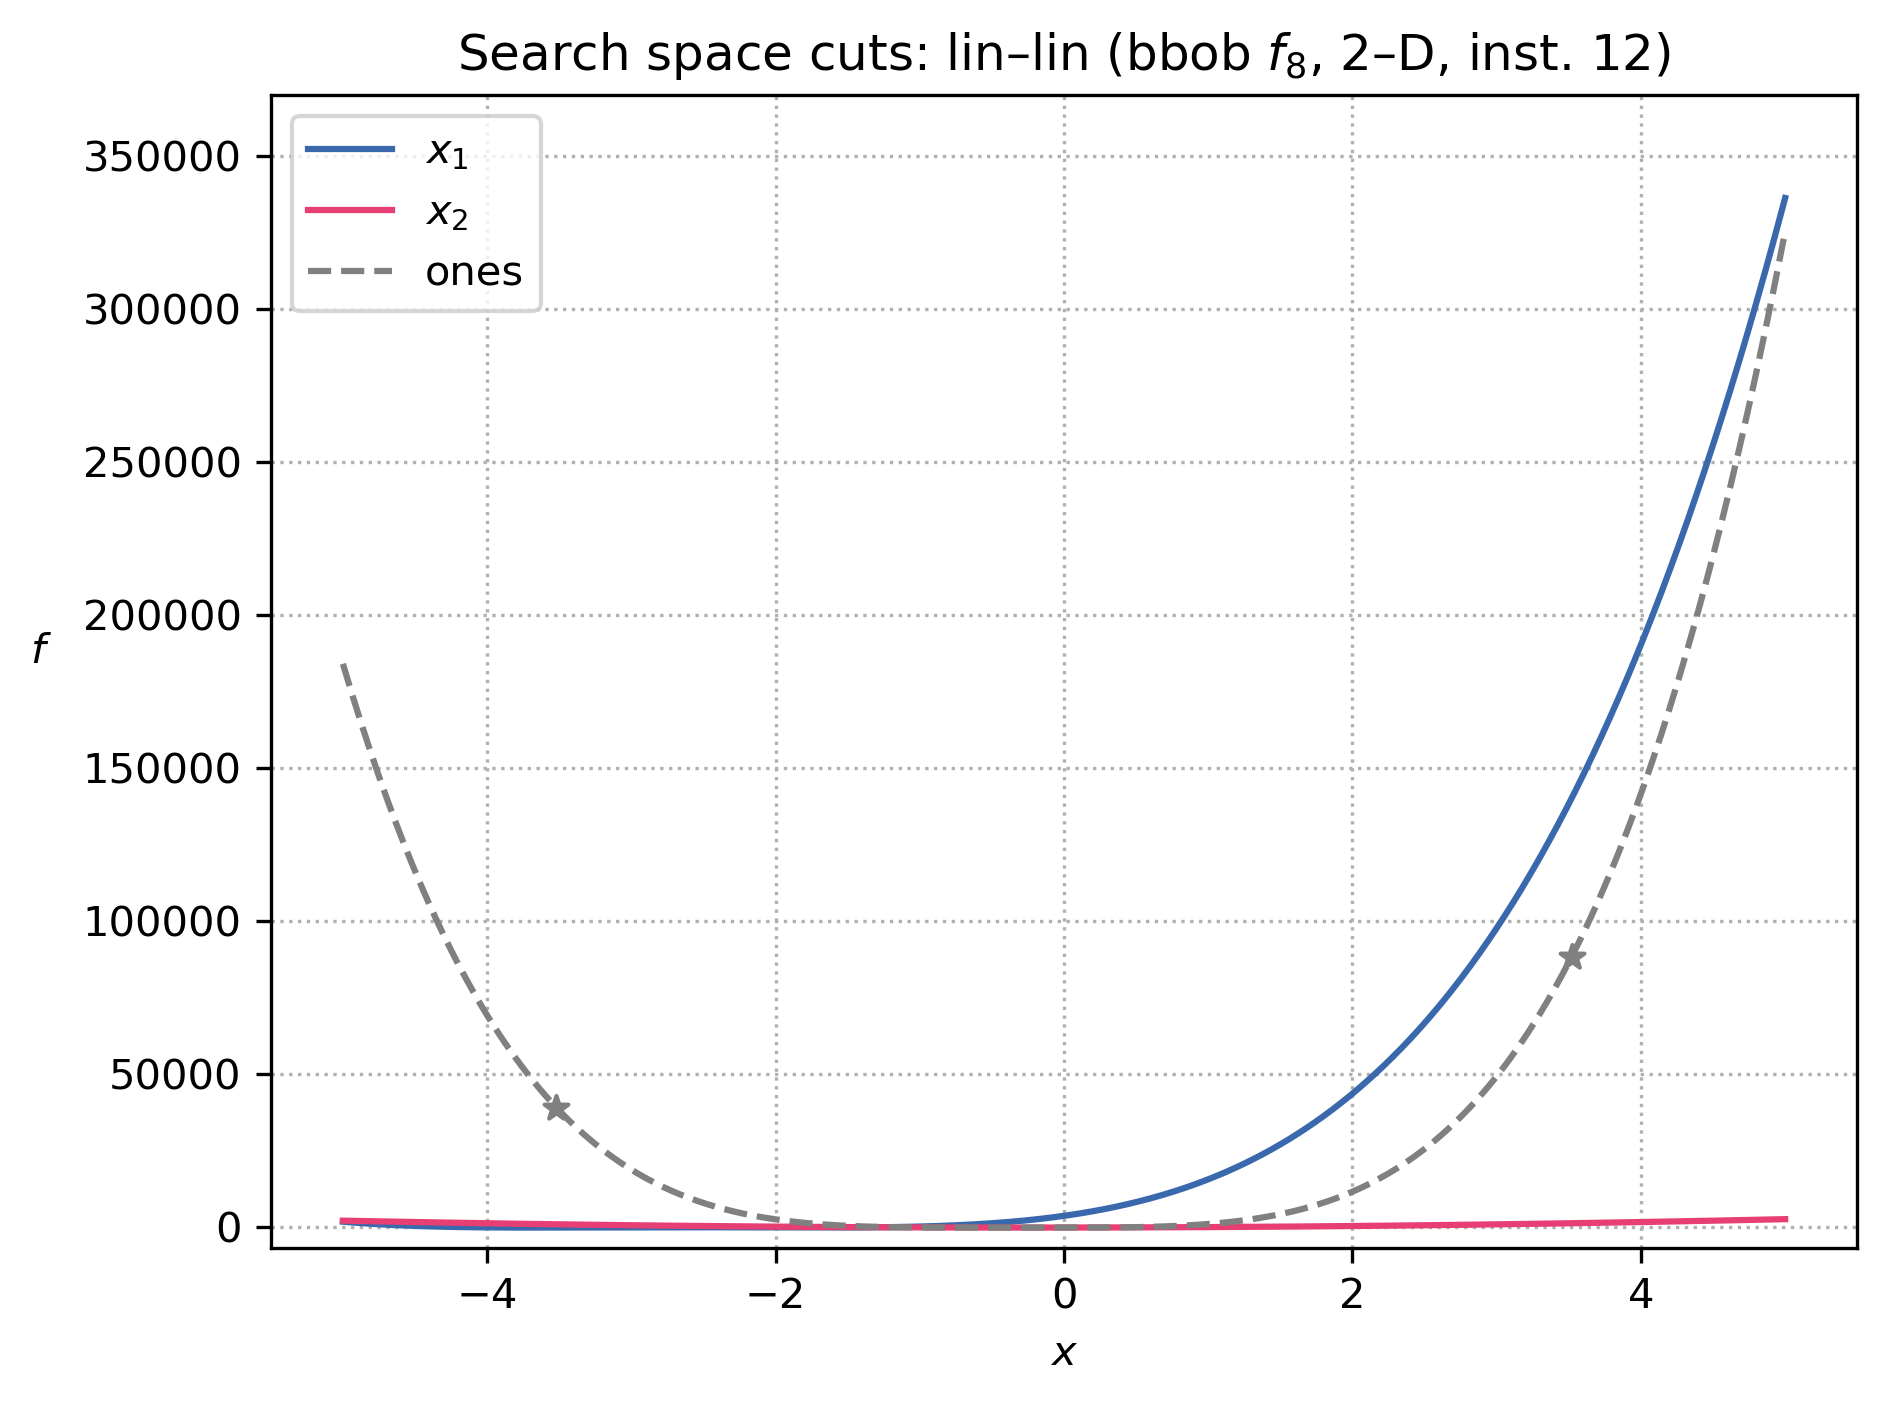 Search space cuts: lin–lin (bbob f₈, 2–D, inst. 12)
x₁
x₂
ones
350000
300000
250000
200000
150000
100000
50000
0
f
−4 −2 0 2 4
x